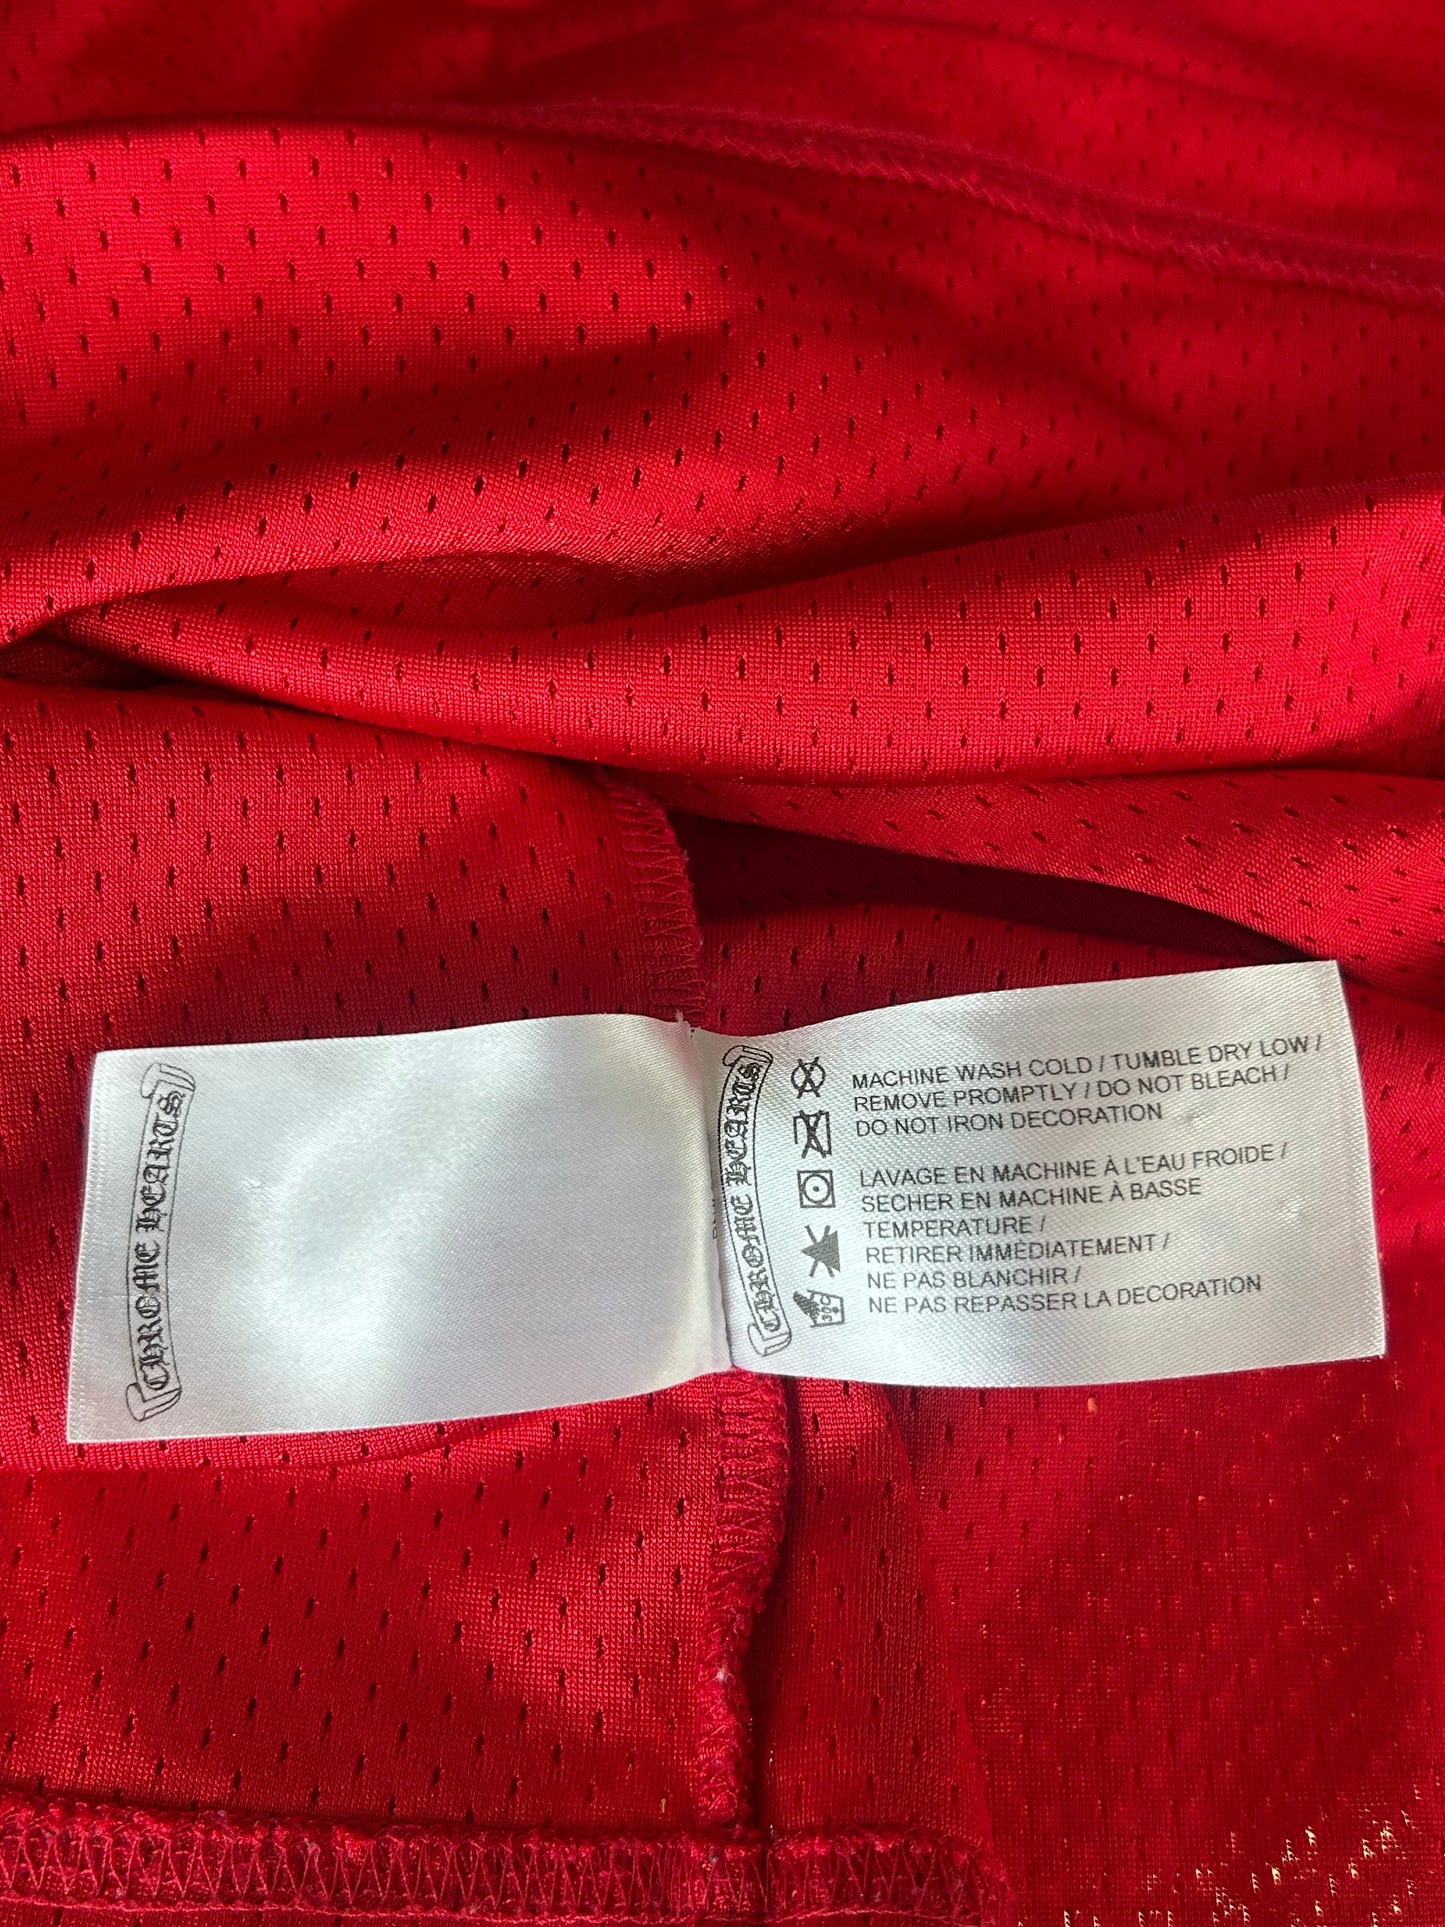 CHROME HEARTS
CHROME HEARTS
MACHINE WASH COLD / TUMBLE DRY LOW /
REMOVE PROMPTLY / DO NOT BLEACH /
DO NOT IRON DECORATION
LAVAGE EN MACHINE À L'EAU FROIDE /
SECHER EN MACHINE À BASSE
TEMPERATURE /
RETIRER IMMÉDIATEMENT /
NE PAS BLANCHIR /
NE PAS REPASSER LA DECORATION
30°